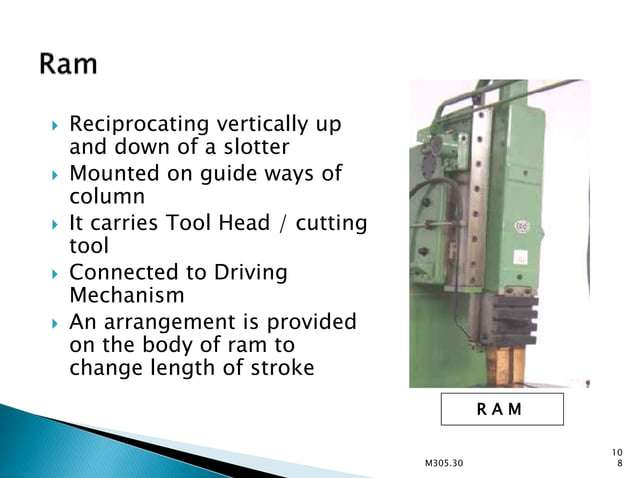 Ram
Reciprocating vertically up
and down of a slotter
Mounted on guide ways of
column
It carries Tool Head / cutting
tool
Connected to Driving
Mechanism
An arrangement is provided
on the body of ram to
change length of stroke
R A M
M305.30
10
8